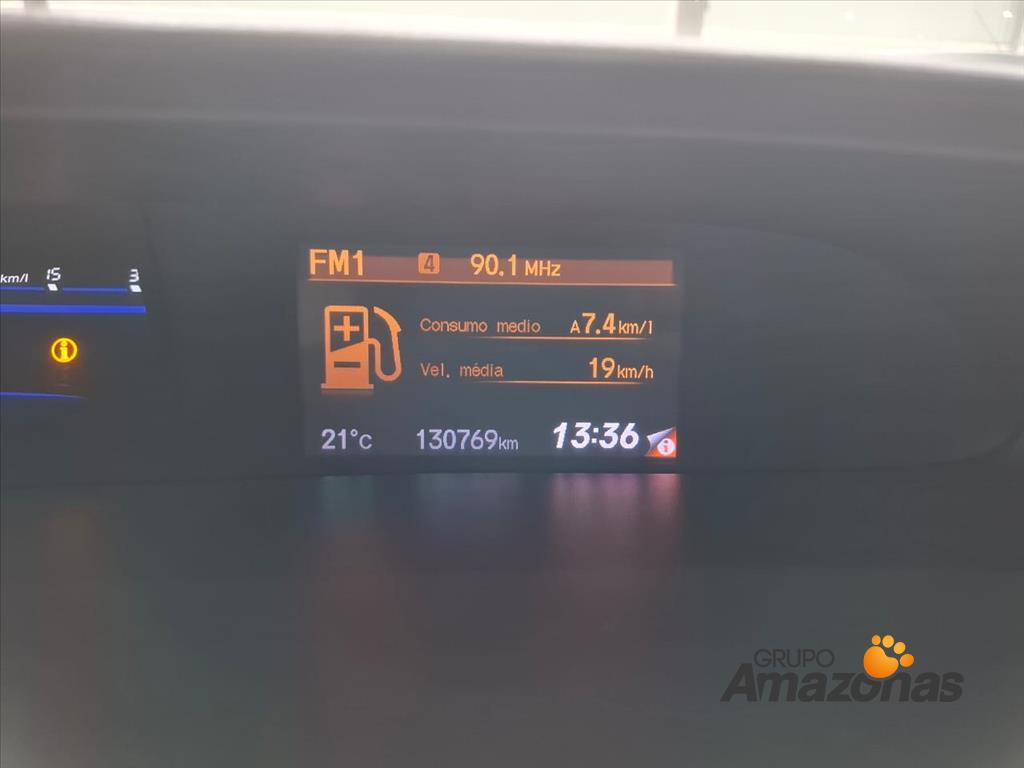 FM1 4 90.1 MHz
km/l 15 3
Consumo medio A7.4 km/l
Vel. média 19 km/h
21°C 130769 km 13:36
GRUPO
Amazonas